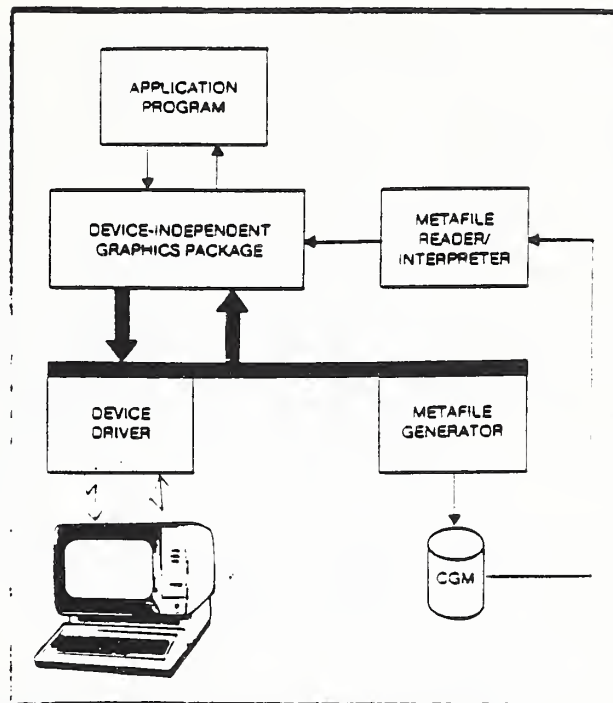 APPLICATION
PROGRAM
DEVICE-INDEPENDENT
GRAPHICS PACKAGE
METAFILE
READER/
INTERPRETER
DEVICE
DRIVER
METAFILE
GENERATOR
CGM